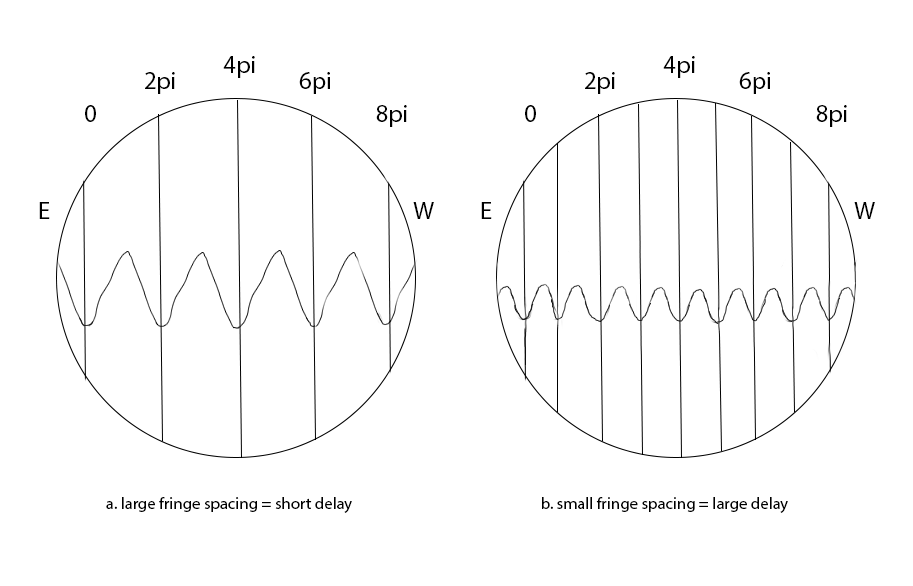 0 2pi 4pi 6pi 8pi
E W
a. large fringe spacing = short delay
0 2pi 4pi 6pi 8pi
E W
b. small fringe spacing = large delay